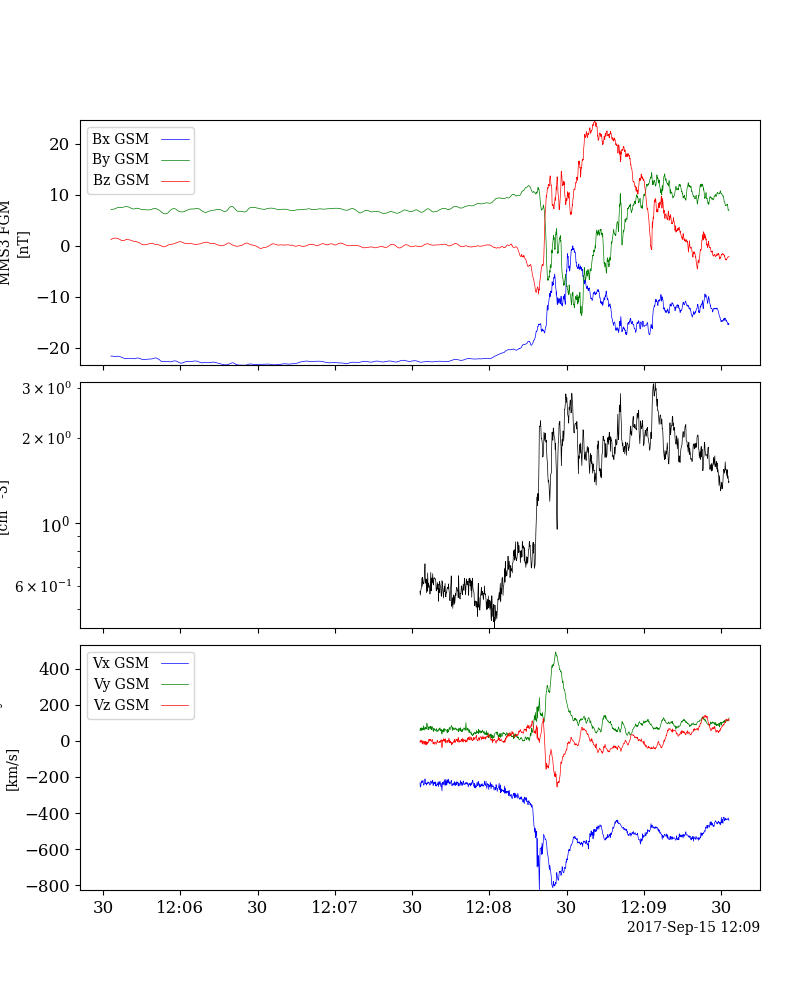 Bx GSM
By GSM
Bz GSM
20
10
0
−10
−20
MMS3 FGM
[nT]
3 × 10⁰
2 × 10⁰
10⁰
6 × 10⁻¹
Vx GSM
Vy GSM
Vz GSM
400
200
0
−200
−400
−600
−800
[km/s]
30 12:06 30 12:07 30 12:08 30 12:09 30
2017-Sep-15 12:09